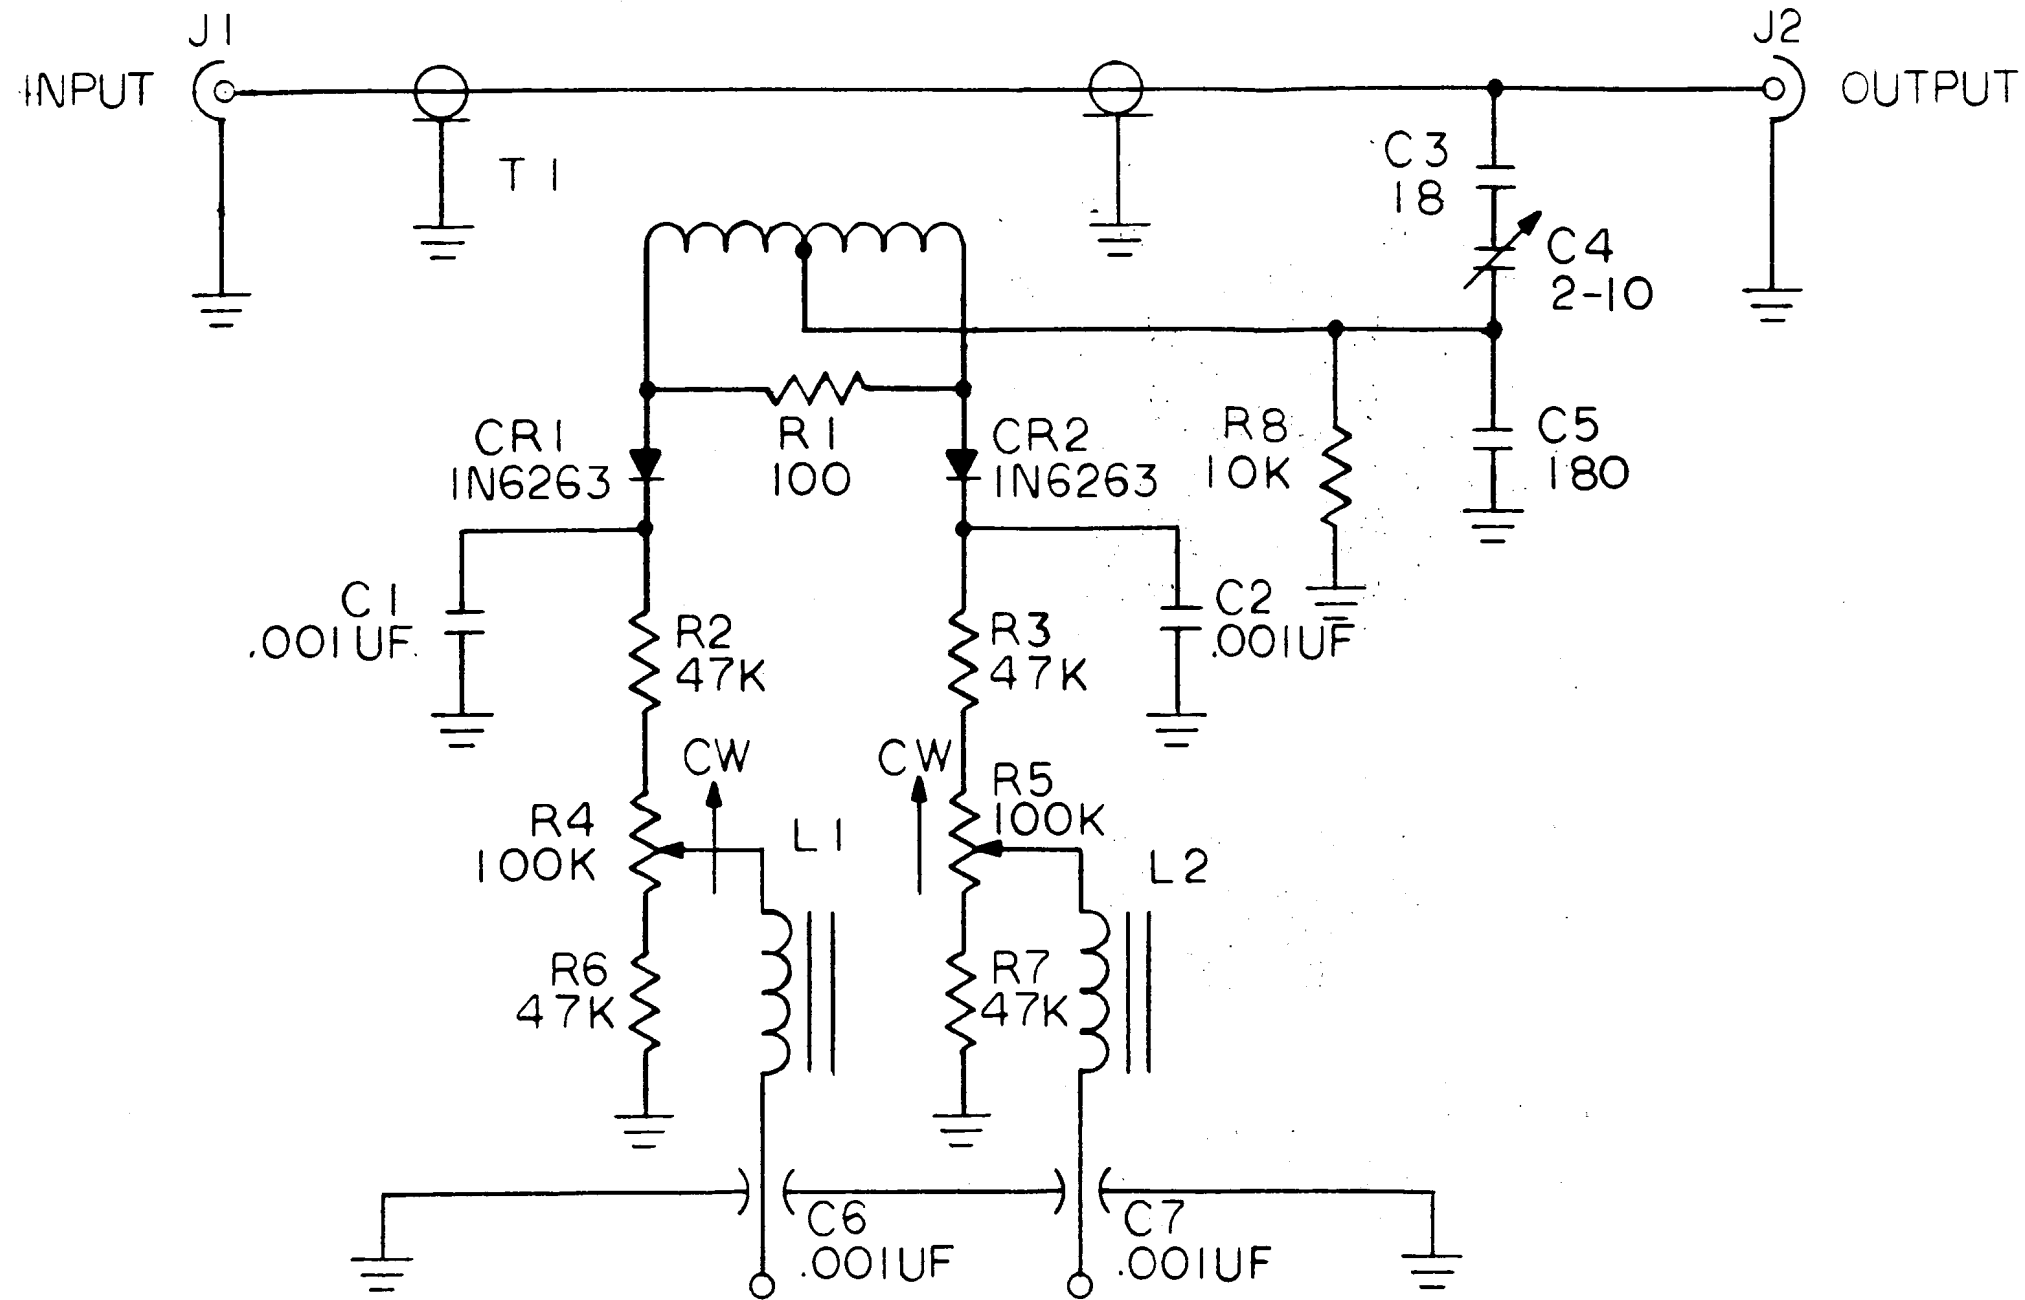 J1
J2
INPUT
OUTPUT
T1
C3
18
C4
2-10
CR1
1N6263
R1
100
CR2
1N6263
R8
10K
C5
180
C1
.001UF
R2
47K
R3
47K
C2
.001UF
CW
CW
R4
100K
L1
R5
100K
L2
R6
47K
R7
47K
C6
.001UF
C7
.001UF